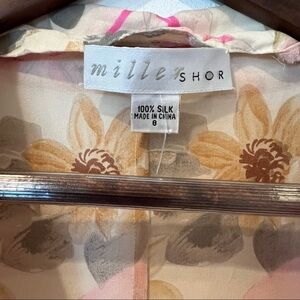 miller SHOR
100% SILK
MADE IN CHINA
8